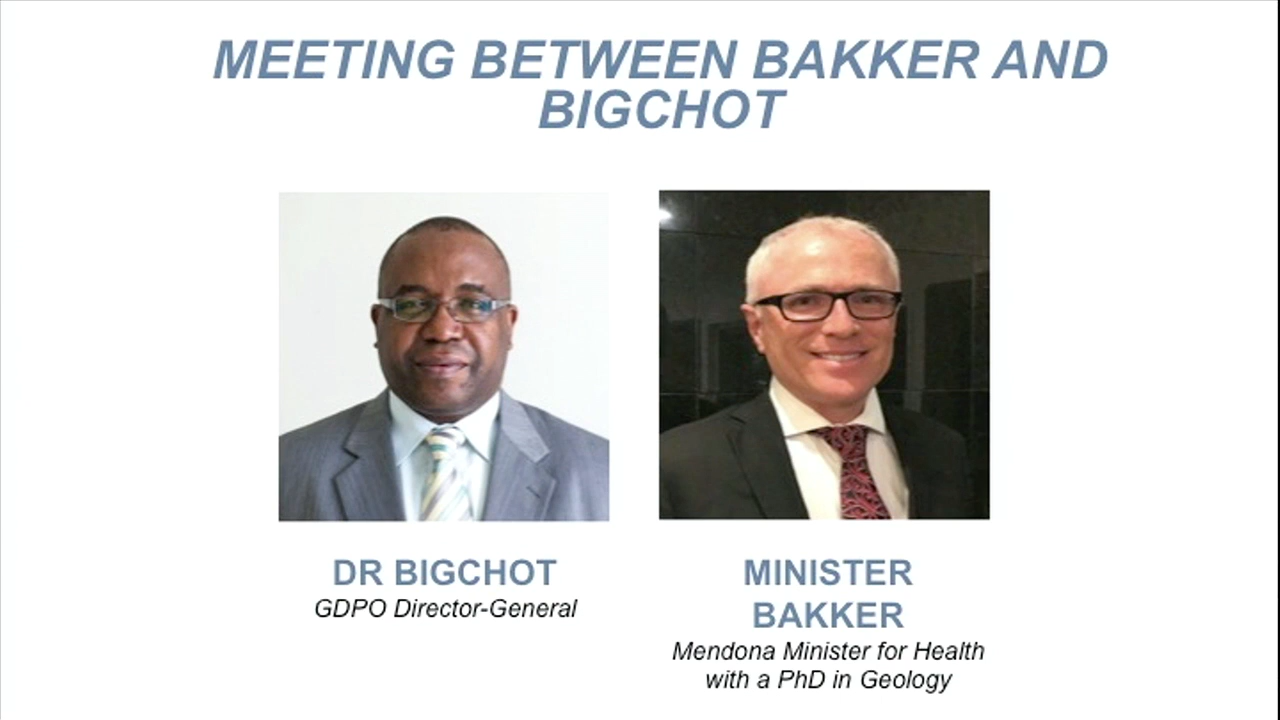 MEETING BETWEEN BAKKER AND
BIGCHOT
DR BIGCHOT
GDPO Director-General
MINISTER
BAKKER
Mendona Minister for Health
with a PhD in Geology